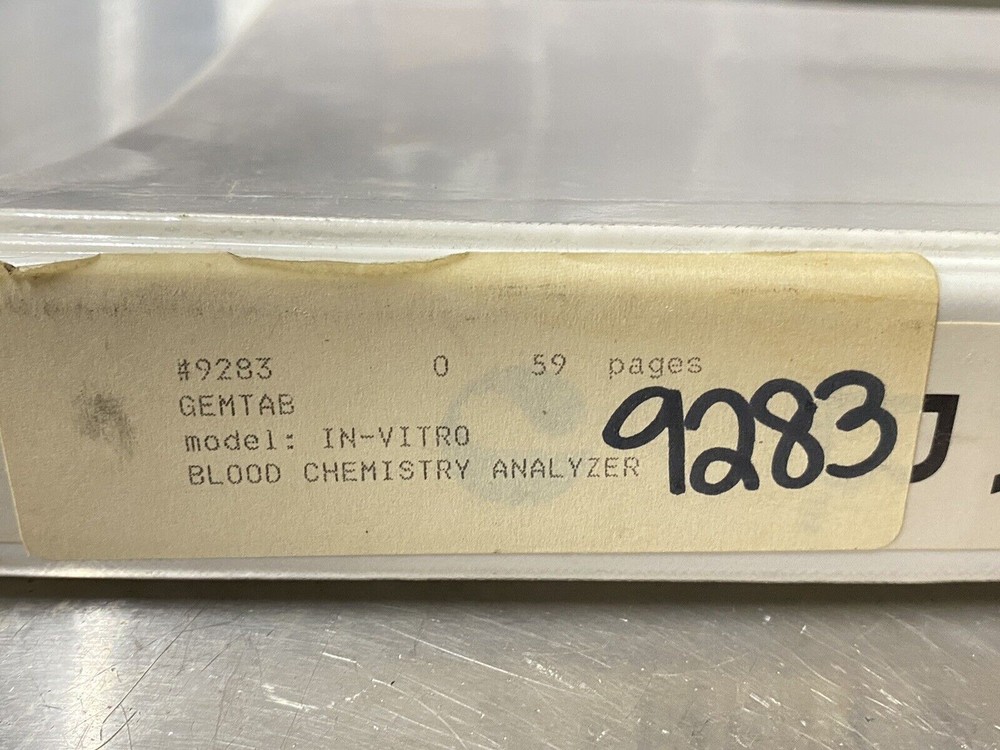 #9283 0 59 pages
GEMTAB
model: IN-VITRO
BLOOD CHEMISTRY ANALYZER
9283
J